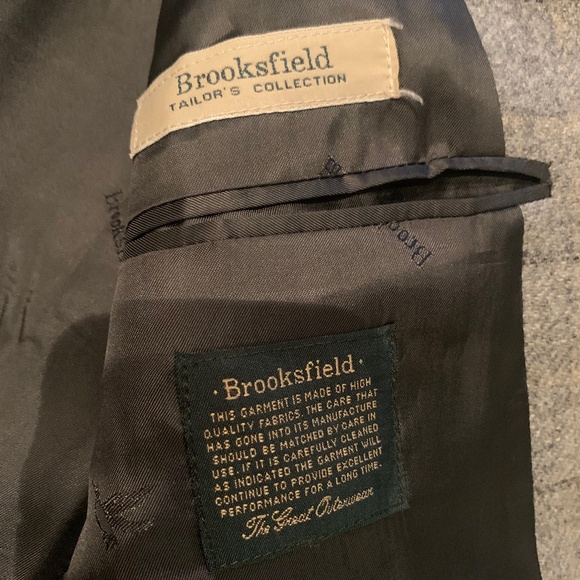 Brooksfield
TAILOR'S COLLECTION
Brooksfield
· Brooksfield ·
THIS GARMENT IS MADE OF HIGH
QUALITY FABRICS. THE CARE THAT
HAS GONE INTO ITS MANUFACTURE
SHOULD BE MATCHED BY CARE IN
USE. IF IT IS CAREFULLY CLEANED
AS INDICATED THE GARMENT WILL
CONTINUE TO PROVIDE EXCELLENT
PERFORMANCE FOR A LONG TIME.
The Great Outerwear